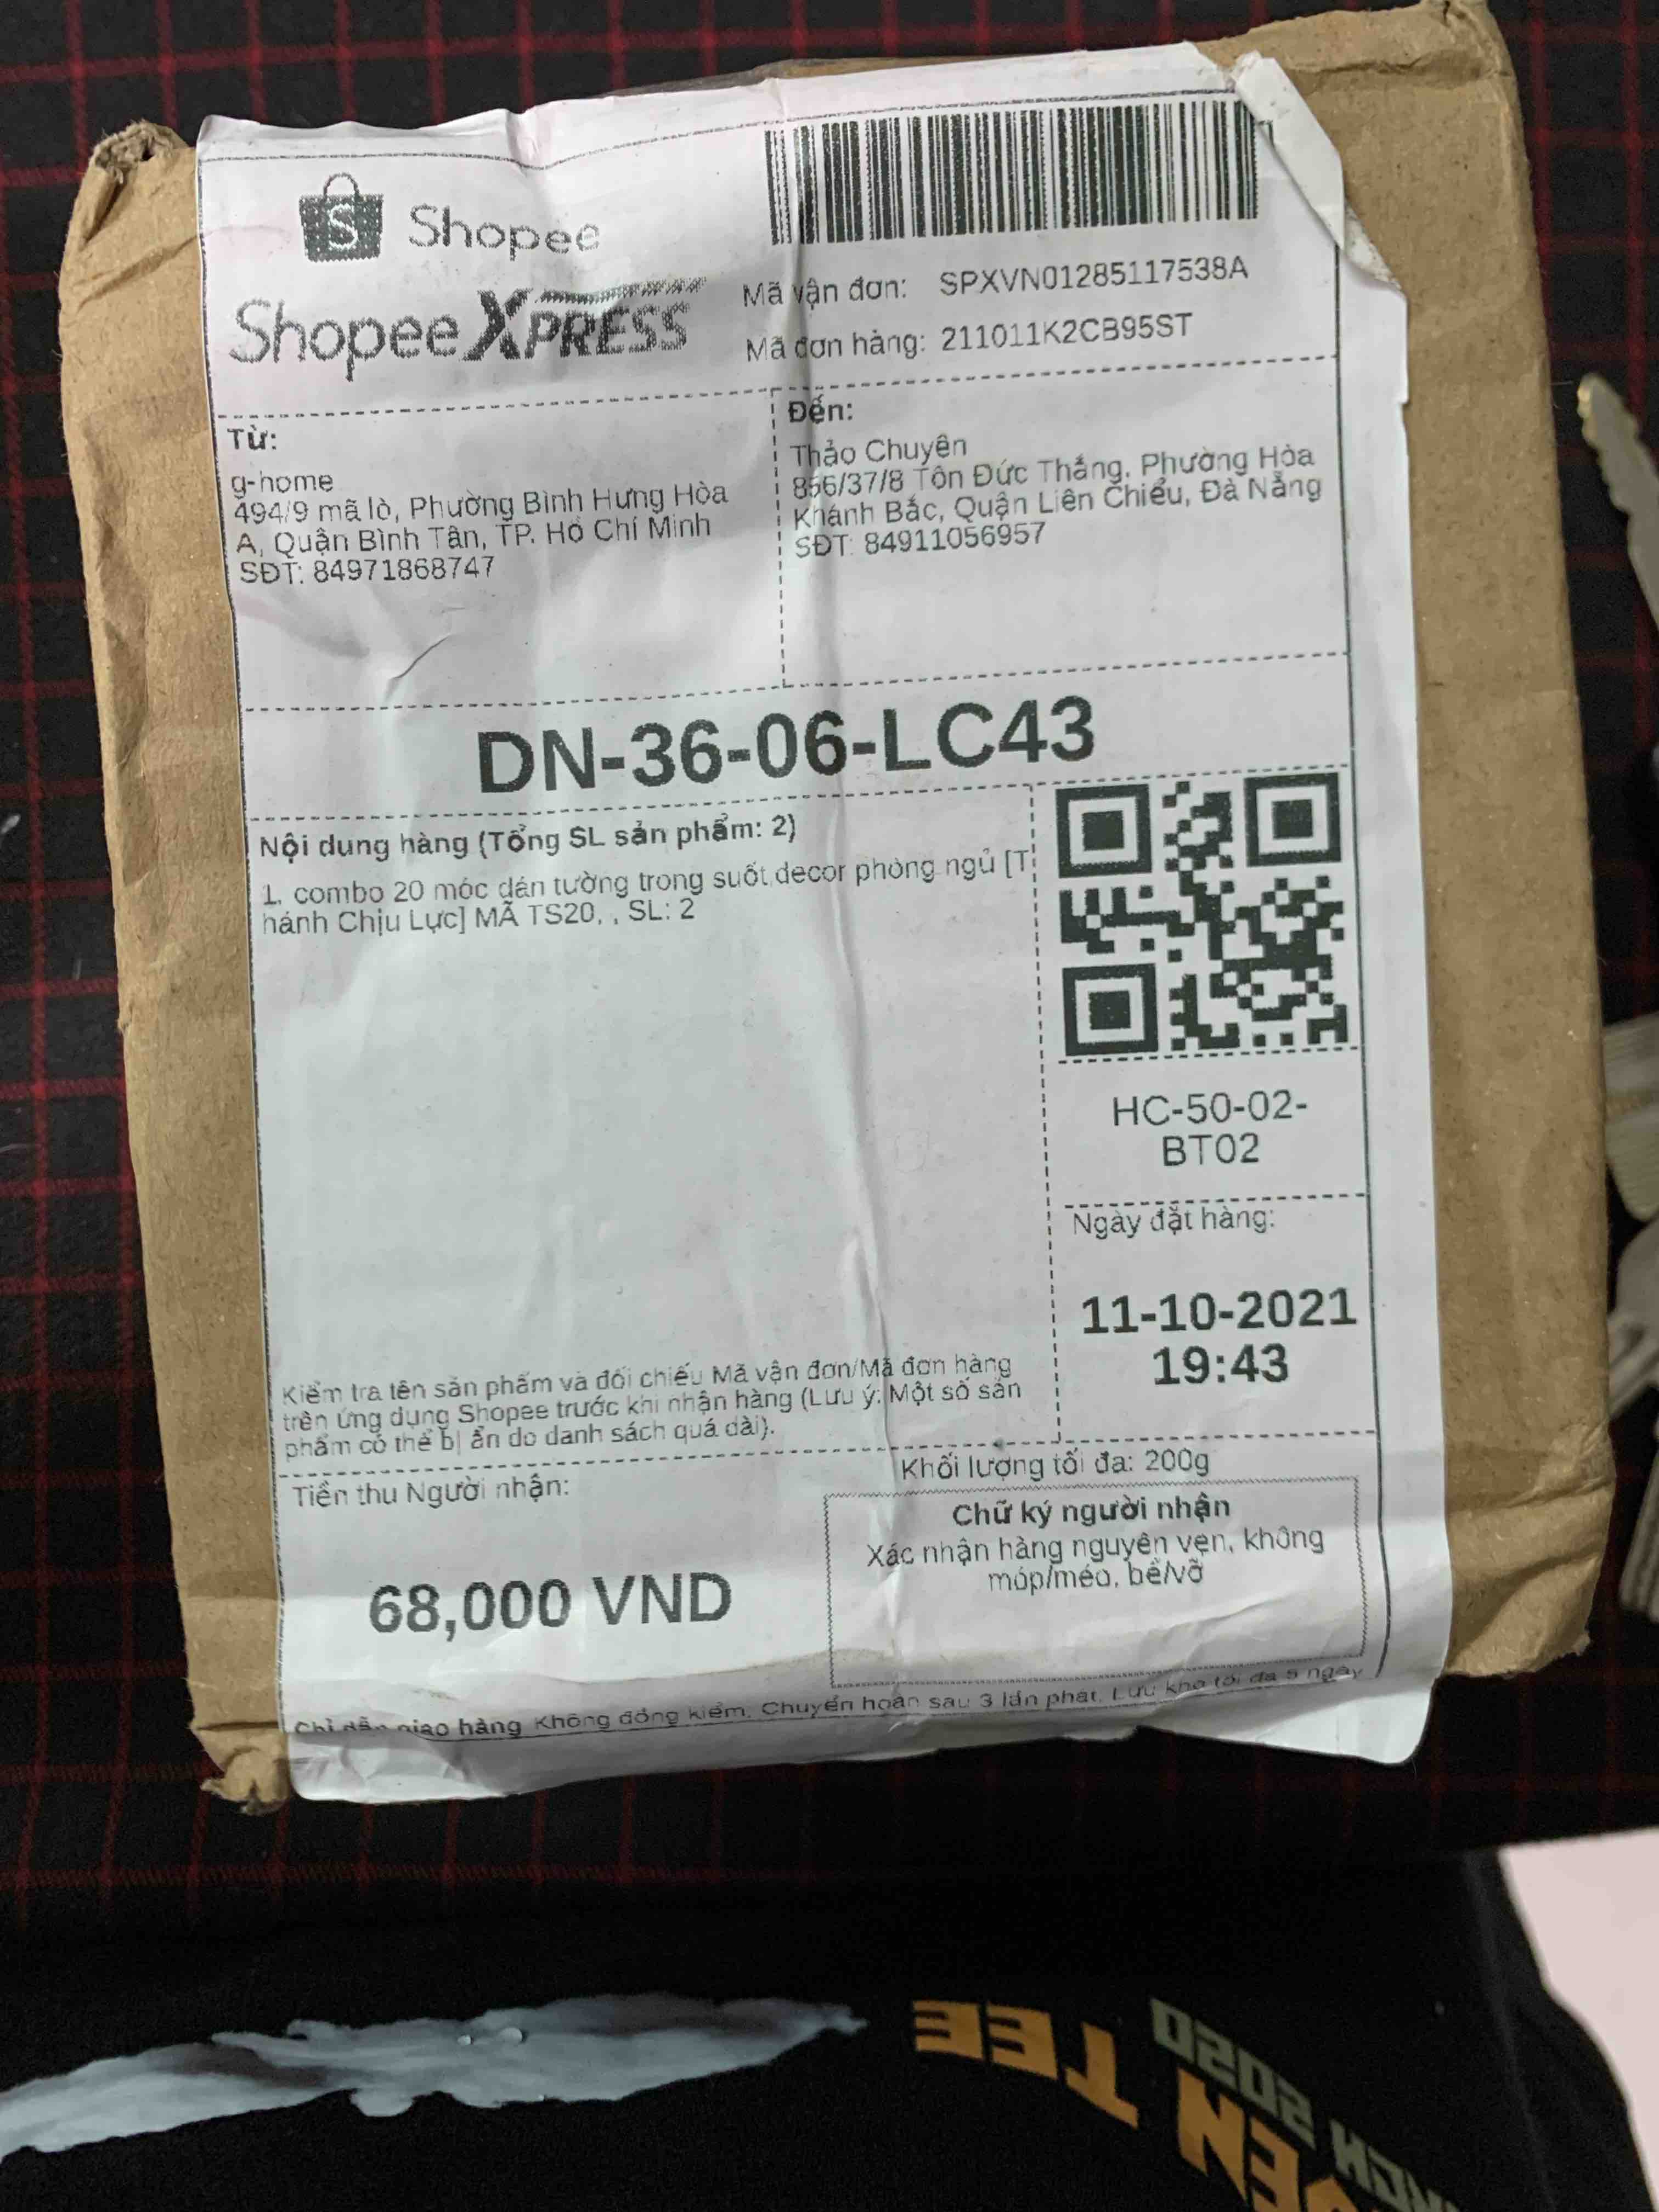 Shopee
Shopee XPRESS
Mã vận đơn: SPXVN01285117538A
Mã đơn hàng: 211011K2CB95ST
Từ:
g-home
494/9 mã lò, Phường Bình Hưng Hòa
A, Quận Bình Tân, TP. Hồ Chí Minh
SĐT: 84971868747
Đến:
Thảo Chuyên
856/37/8 Tôn Đức Thắng, Phường Hòa
Khánh Bắc, Quận Liên Chiểu, Đà Nẵng
SĐT: 84911056957
DN-36-06-LC43
Nội dung hàng (Tổng SL sản phẩm: 2)
1. combo 20 móc dán tường trong suốt,decor phòng ngủ [T
hánh Chịu Lực] MÃ TS20, , SL: 2
HC-50-02-
BT02
Ngày đặt hàng:
11-10-2021
19:43
Kiểm tra tên sản phẩm và đối chiếu Mã vận đơn/Mã đơn hàng
trên ứng dụng Shopee trước khi nhận hàng (Lưu ý: Một số sản
phẩm có thể bị ẩn do danh sách quá dài).
Tiền thu Người nhận:
68,000 VND
Khối lượng tối đa: 200g
Chữ ký người nhận
Xác nhận hàng nguyên vẹn, không
móp/méo, bể/vỡ
Chỉ dẫn giao hàng Không đồng kiểm; Chuyển hoàn sau 3 lần phát; Lưu kho tối đa 5 ngày
TEE
2020